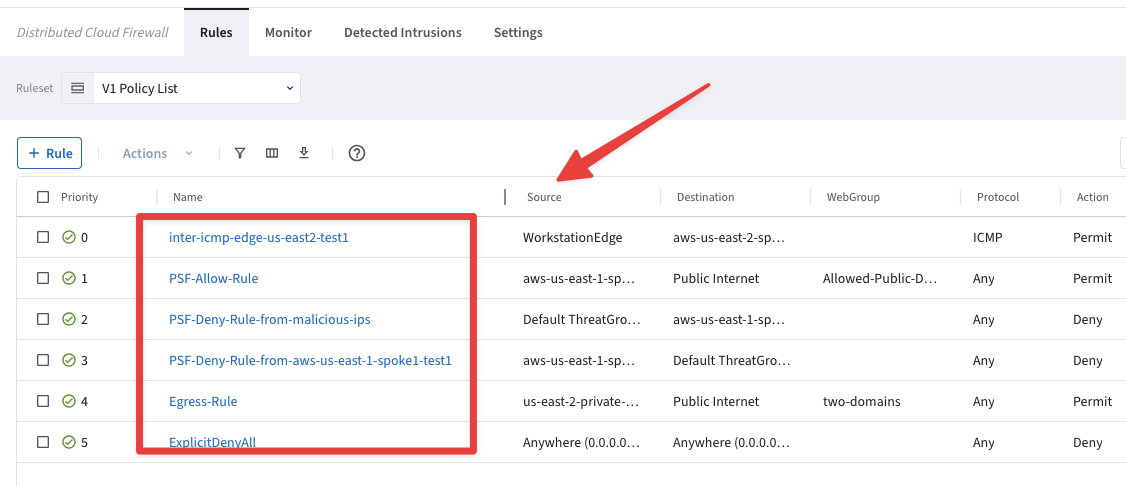 Distributed Cloud Firewall Rules Monitor Detected Intrusions Settings
Ruleset V1 Policy List
+ Rule Actions
Priority Name Source Destination WebGroup Protocol Action
0 inter-icmp-edge-us-east2-test1 WorkstationEdge aws-us-east-2-sp… ICMP Permit
1 PSF-Allow-Rule aws-us-east-1-sp… Public Internet Allowed-Public-D… Any Permit
2 PSF-Deny-Rule-from-malicious-ips Default ThreatGro… aws-us-east-1-sp… Any Deny
3 PSF-Deny-Rule-from-aws-us-east-1-spoke1-test1 aws-us-east-1-sp… Default ThreatGro… Any Deny
4 Egress-Rule us-east-2-private-… Public Internet two-domains Any Permit
5 ExplicitDenyAll Anywhere (0.0.0.0… Anywhere (0.0.0.0… Any Deny